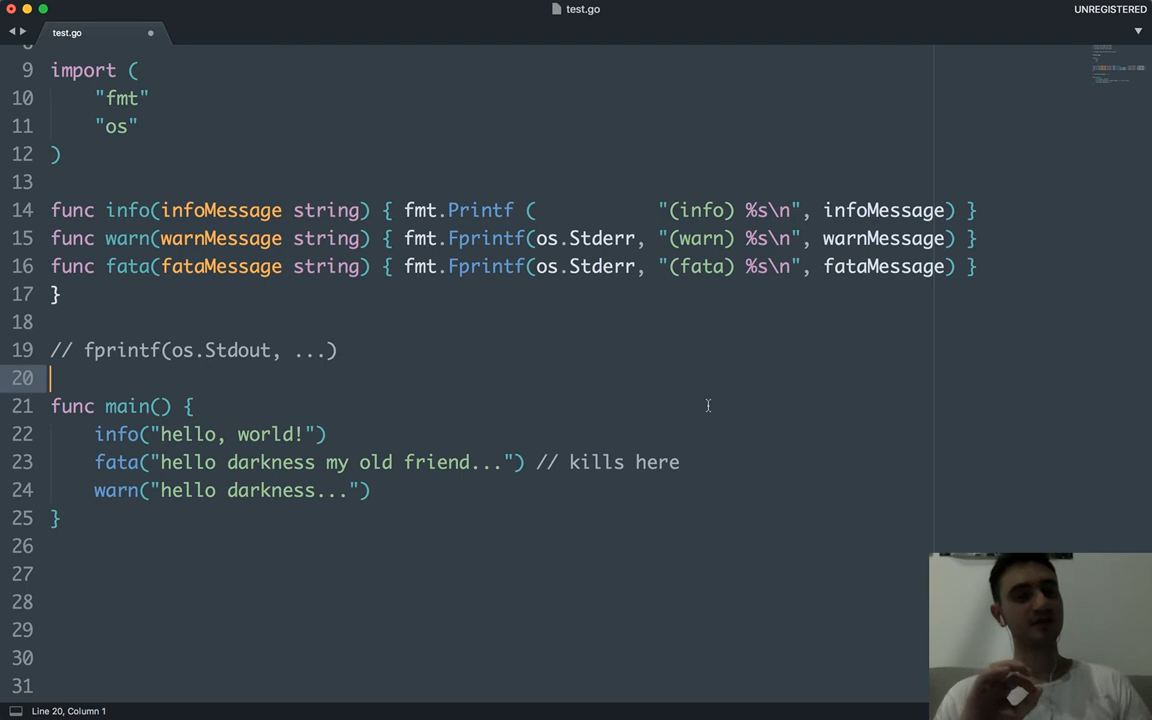 test.go
UNREGISTERED
test.go
9 import (
10 "fmt"
11 "os"
12 )
13
14 func info(infoMessage string) { fmt.Printf (           "(info) %s\n", infoMessage) }
15 func warn(warnMessage string) { fmt.Fprintf(os.Stderr, "(warn) %s\n", warnMessage) }
16 func fata(fataMessage string) { fmt.Fprintf(os.Stderr, "(fata) %s\n", fataMessage) }
17 }
18
19 // fprintf(os.Stdout, ...)
20
21 func main() {
22 info("hello, world!")
23 fata("hello darkness my old friend...") // kills here
24 warn("hello darkness...")
25 }
26
27
28
29
30
31
Line 20, Column 1